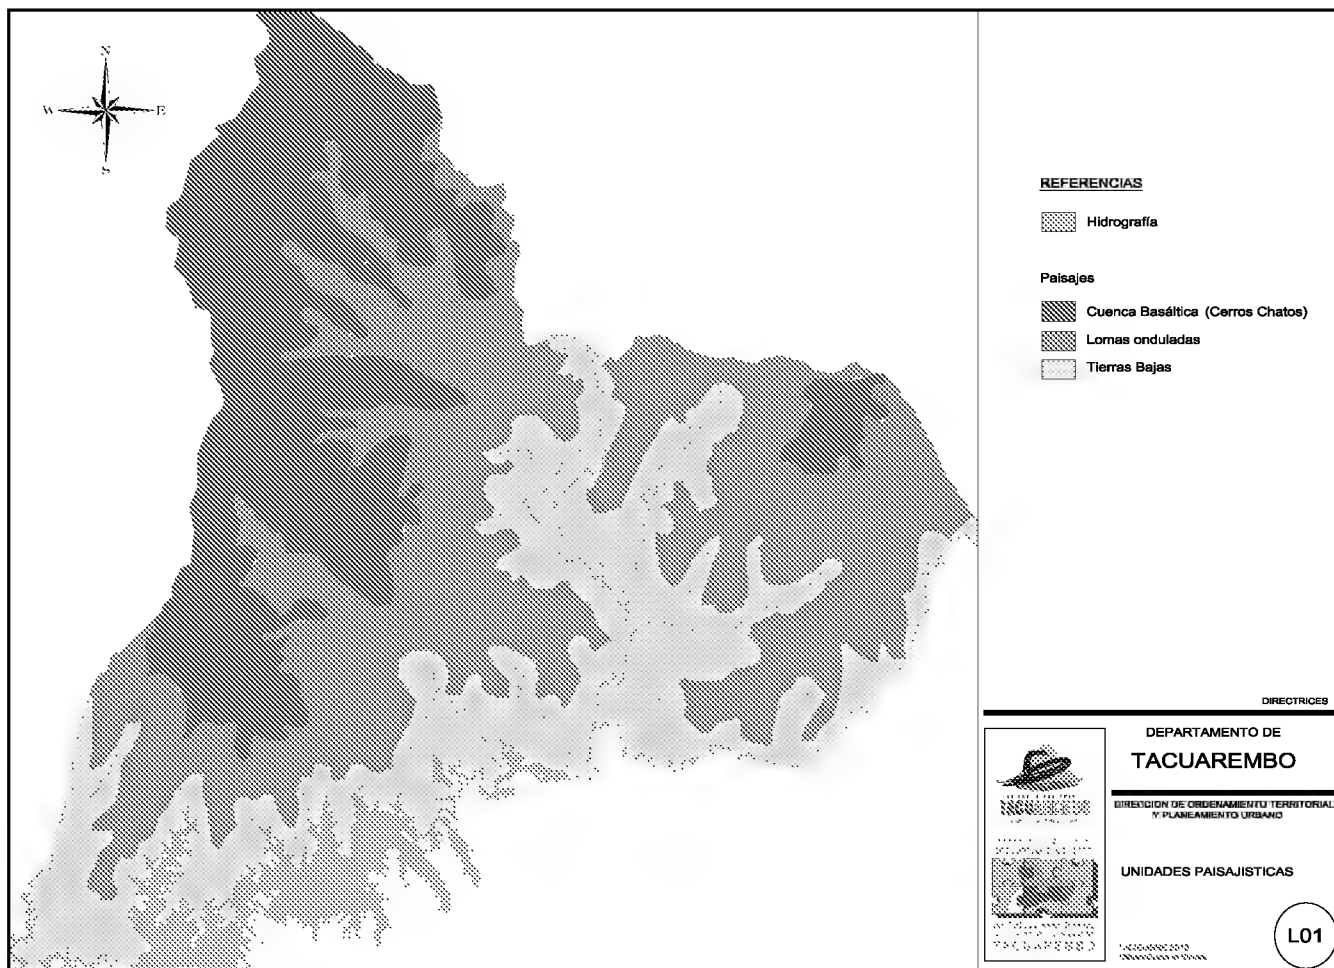 N
W E
S
REFERENCIAS
Hidrografía
Paisajes
Cuenca Basáltica (Cerros Chatos)
Lomas onduladas
Tierras Bajas
DIRECTRICES
DEPARTAMENTO DE
TACUAREMBO
DIRECCION DE ORDENAMIENTO TERRITORIAL
Y PLANEAMIENTO URBANO
UNIDADES PAISAJISTICAS
L01
TACUAREMBO